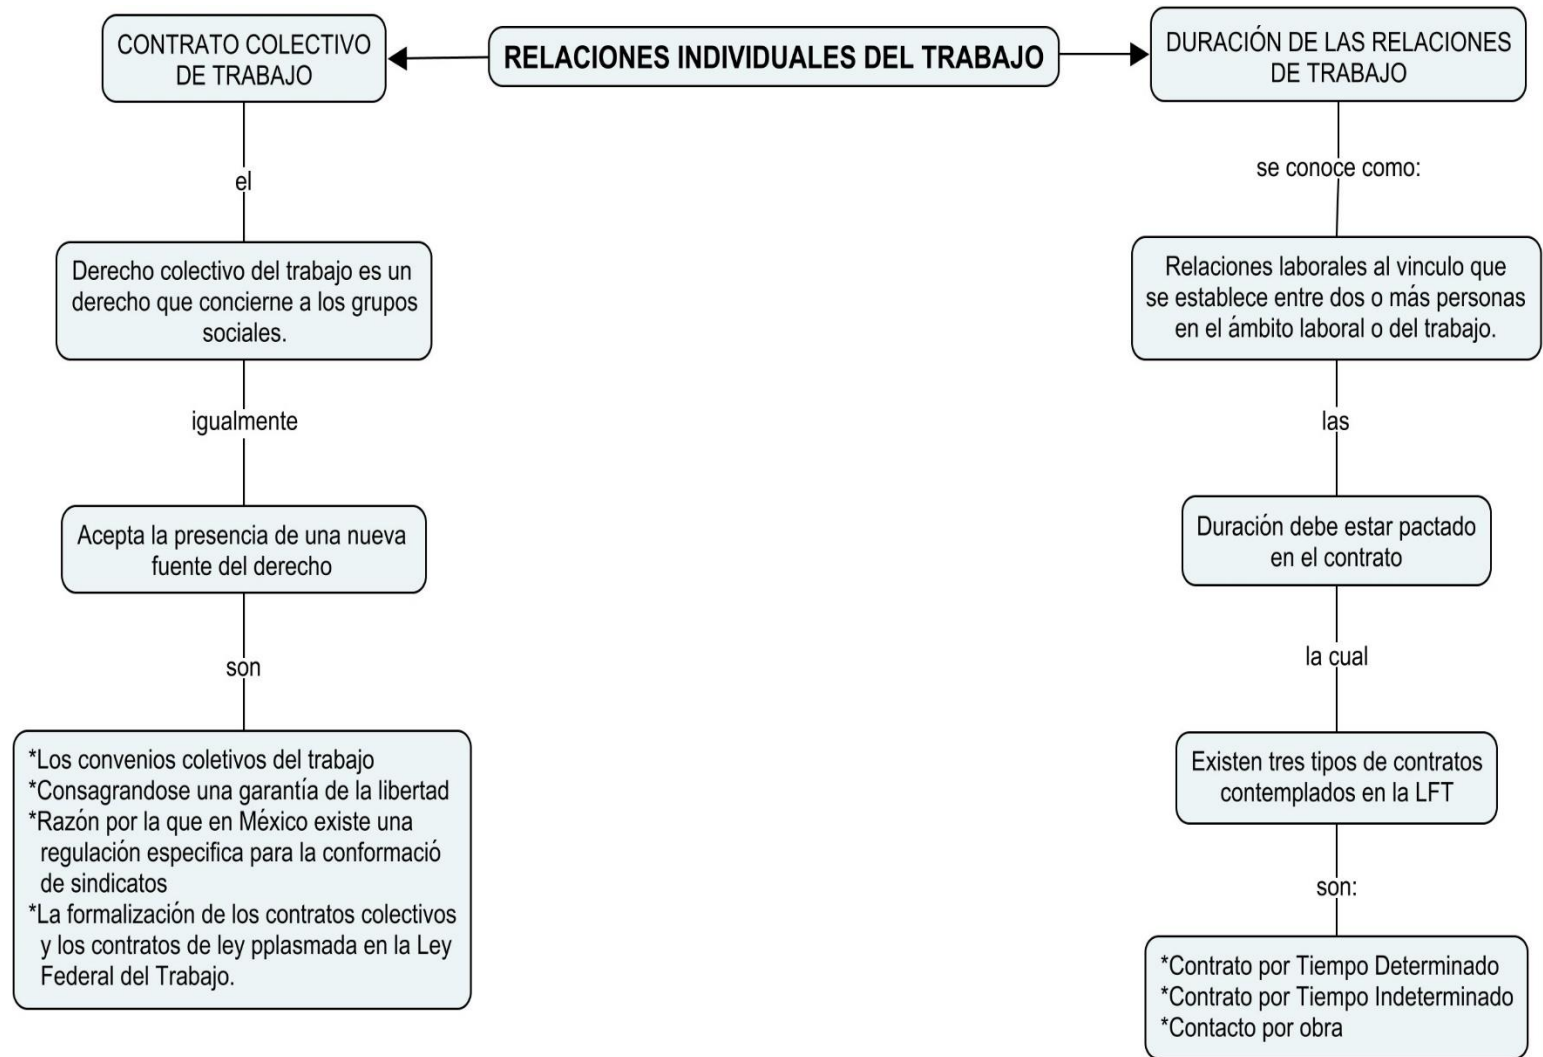 RELACIONES INDIVIDUALES DEL TRABAJO
CONTRATO COLECTIVO
DE TRABAJO
el
Derecho colectivo del trabajo es un
derecho que concierne a los grupos
sociales.
igualmente
Acepta la presencia de una nueva
fuente del derecho
son
*Los convenios coletivos del trabajo
*Consagrandose una garantía de la libertad
*Razón por la que en México existe una
regulación especifica para la conformació
de sindicatos
*La formalización de los contratos colectivos
y los contratos de ley pplasmada en la Ley
Federal del Trabajo.
DURACIÓN DE LAS RELACIONES
DE TRABAJO
se conoce como:
Relaciones laborales al vinculo que
se establece entre dos o más personas
en el ámbito laboral o del trabajo.
las
Duración debe estar pactado
en el contrato
la cual
Existen tres tipos de contratos
contemplados en la LFT
son:
*Contrato por Tiempo Determinado
*Contrato por Tiempo Indeterminado
*Contacto por obra